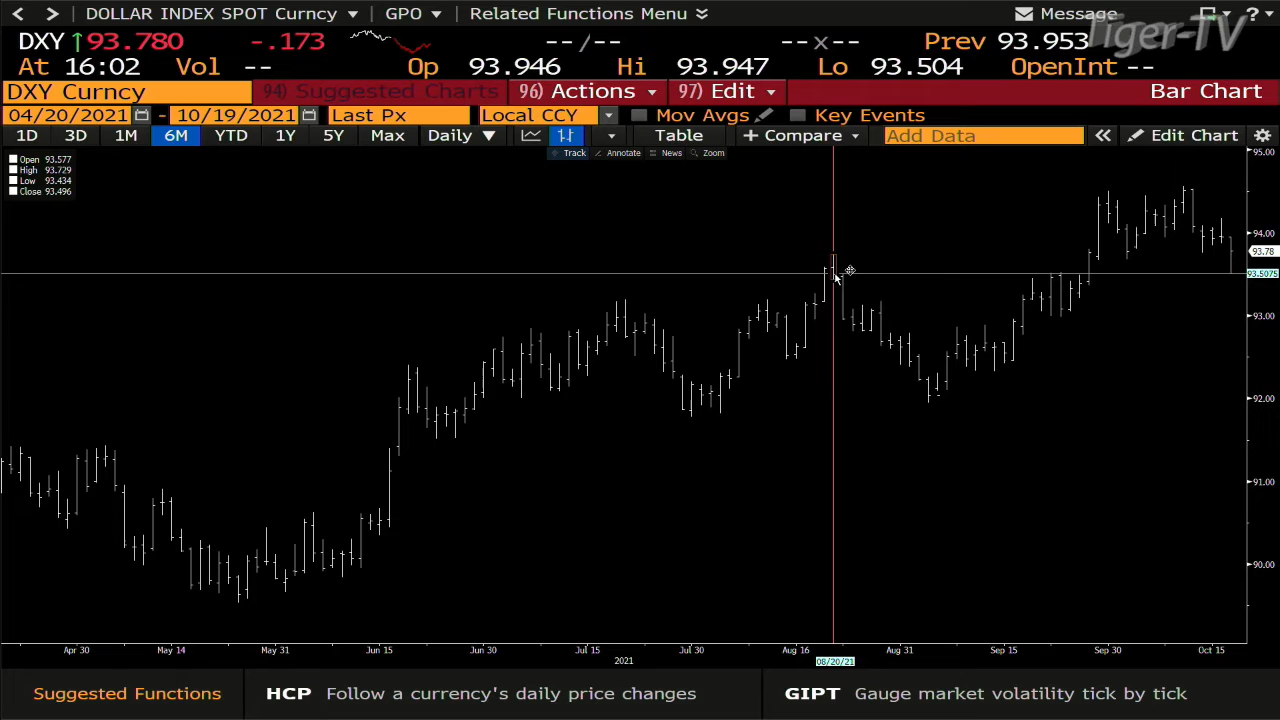 DOLLAR INDEX SPOT Curncy GPO Related Functions Menu Message ?
Tiger-TV
DXY 93.780 -.173 --/-- --x-- Prev 93.953
At 16:02 Vol -- Op 93.946 Hi 93.947 Lo 93.504 OpenInt --
DXY Curncy 94) Suggested Charts 96) Actions 97) Edit Bar Chart
04/20/2021 - 10/19/2021 Last Px Local CCY Mov Avgs Key Events
1D 3D 1M 6M YTD 1Y 5Y Max Daily Table + Compare Add Data Edit Chart
Track Annotate News Zoom
Open 93.577
High 93.729
Low 93.434
Close 93.496
95.00
94.00
93.78
93.5075
93.00
92.00
91.00
90.00
Apr 30 May 14 May 31 Jun 15 Jun 30 Jul 15 Jul 30 Aug 16 Aug 31 Sep 15 Sep 30 Oct 15
2021 08/20/21
Suggested Functions HCP Follow a currency's daily price changes GIPT Gauge market volatility tick by tick